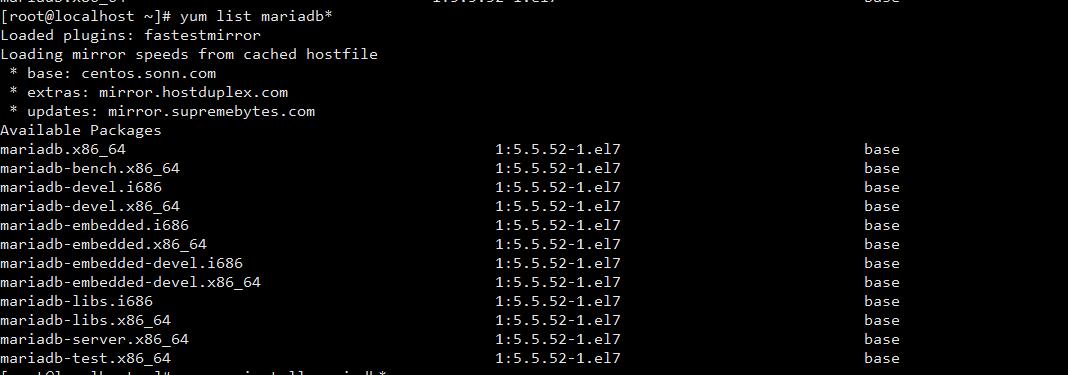 [root@localhost ~]# yum list mariadb*
Loaded plugins: fastestmirror
Loading mirror speeds from cached hostfile
 * base: centos.sonn.com
 * extras: mirror.hostduplex.com
 * updates: mirror.supremebytes.com
Available Packages
mariadb.x86_64 1:5.5.52-1.el7 base
mariadb-bench.x86_64 1:5.5.52-1.el7 base
mariadb-devel.i686 1:5.5.52-1.el7 base
mariadb-devel.x86_64 1:5.5.52-1.el7 base
mariadb-embedded.i686 1:5.5.52-1.el7 base
mariadb-embedded.x86_64 1:5.5.52-1.el7 base
mariadb-embedded-devel.i686 1:5.5.52-1.el7 base
mariadb-embedded-devel.x86_64 1:5.5.52-1.el7 base
mariadb-libs.i686 1:5.5.52-1.el7 base
mariadb-libs.x86_64 1:5.5.52-1.el7 base
mariadb-server.x86_64 1:5.5.52-1.el7 base
mariadb-test.x86_64 1:5.5.52-1.el7 base